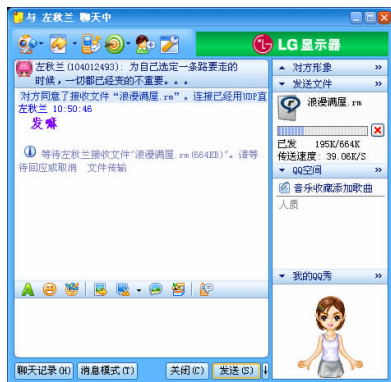 与 左秋兰 聊天中
LG 显示器
左秋兰(104012493): 为自己选定一条路要走的
时候，一切都已经变的不重要。。。
对方同意了接收文件“浪漫满屋.rm”。连接已经用UDP直
左秋兰 10:50:46
发嘛
等待左秋兰接收文件“浪漫满屋.rm(664KB)”。请等
待回应或取消 文件传输
对方形象
发送文件
浪漫满屋.rm
已发 195K/664K
传送速度: 39.06K/S
QQ空间
音乐收藏添加歌曲
人质
我的QQ秀
聊天记录(H) 消息模式(T) 关闭(C) 发送(S)